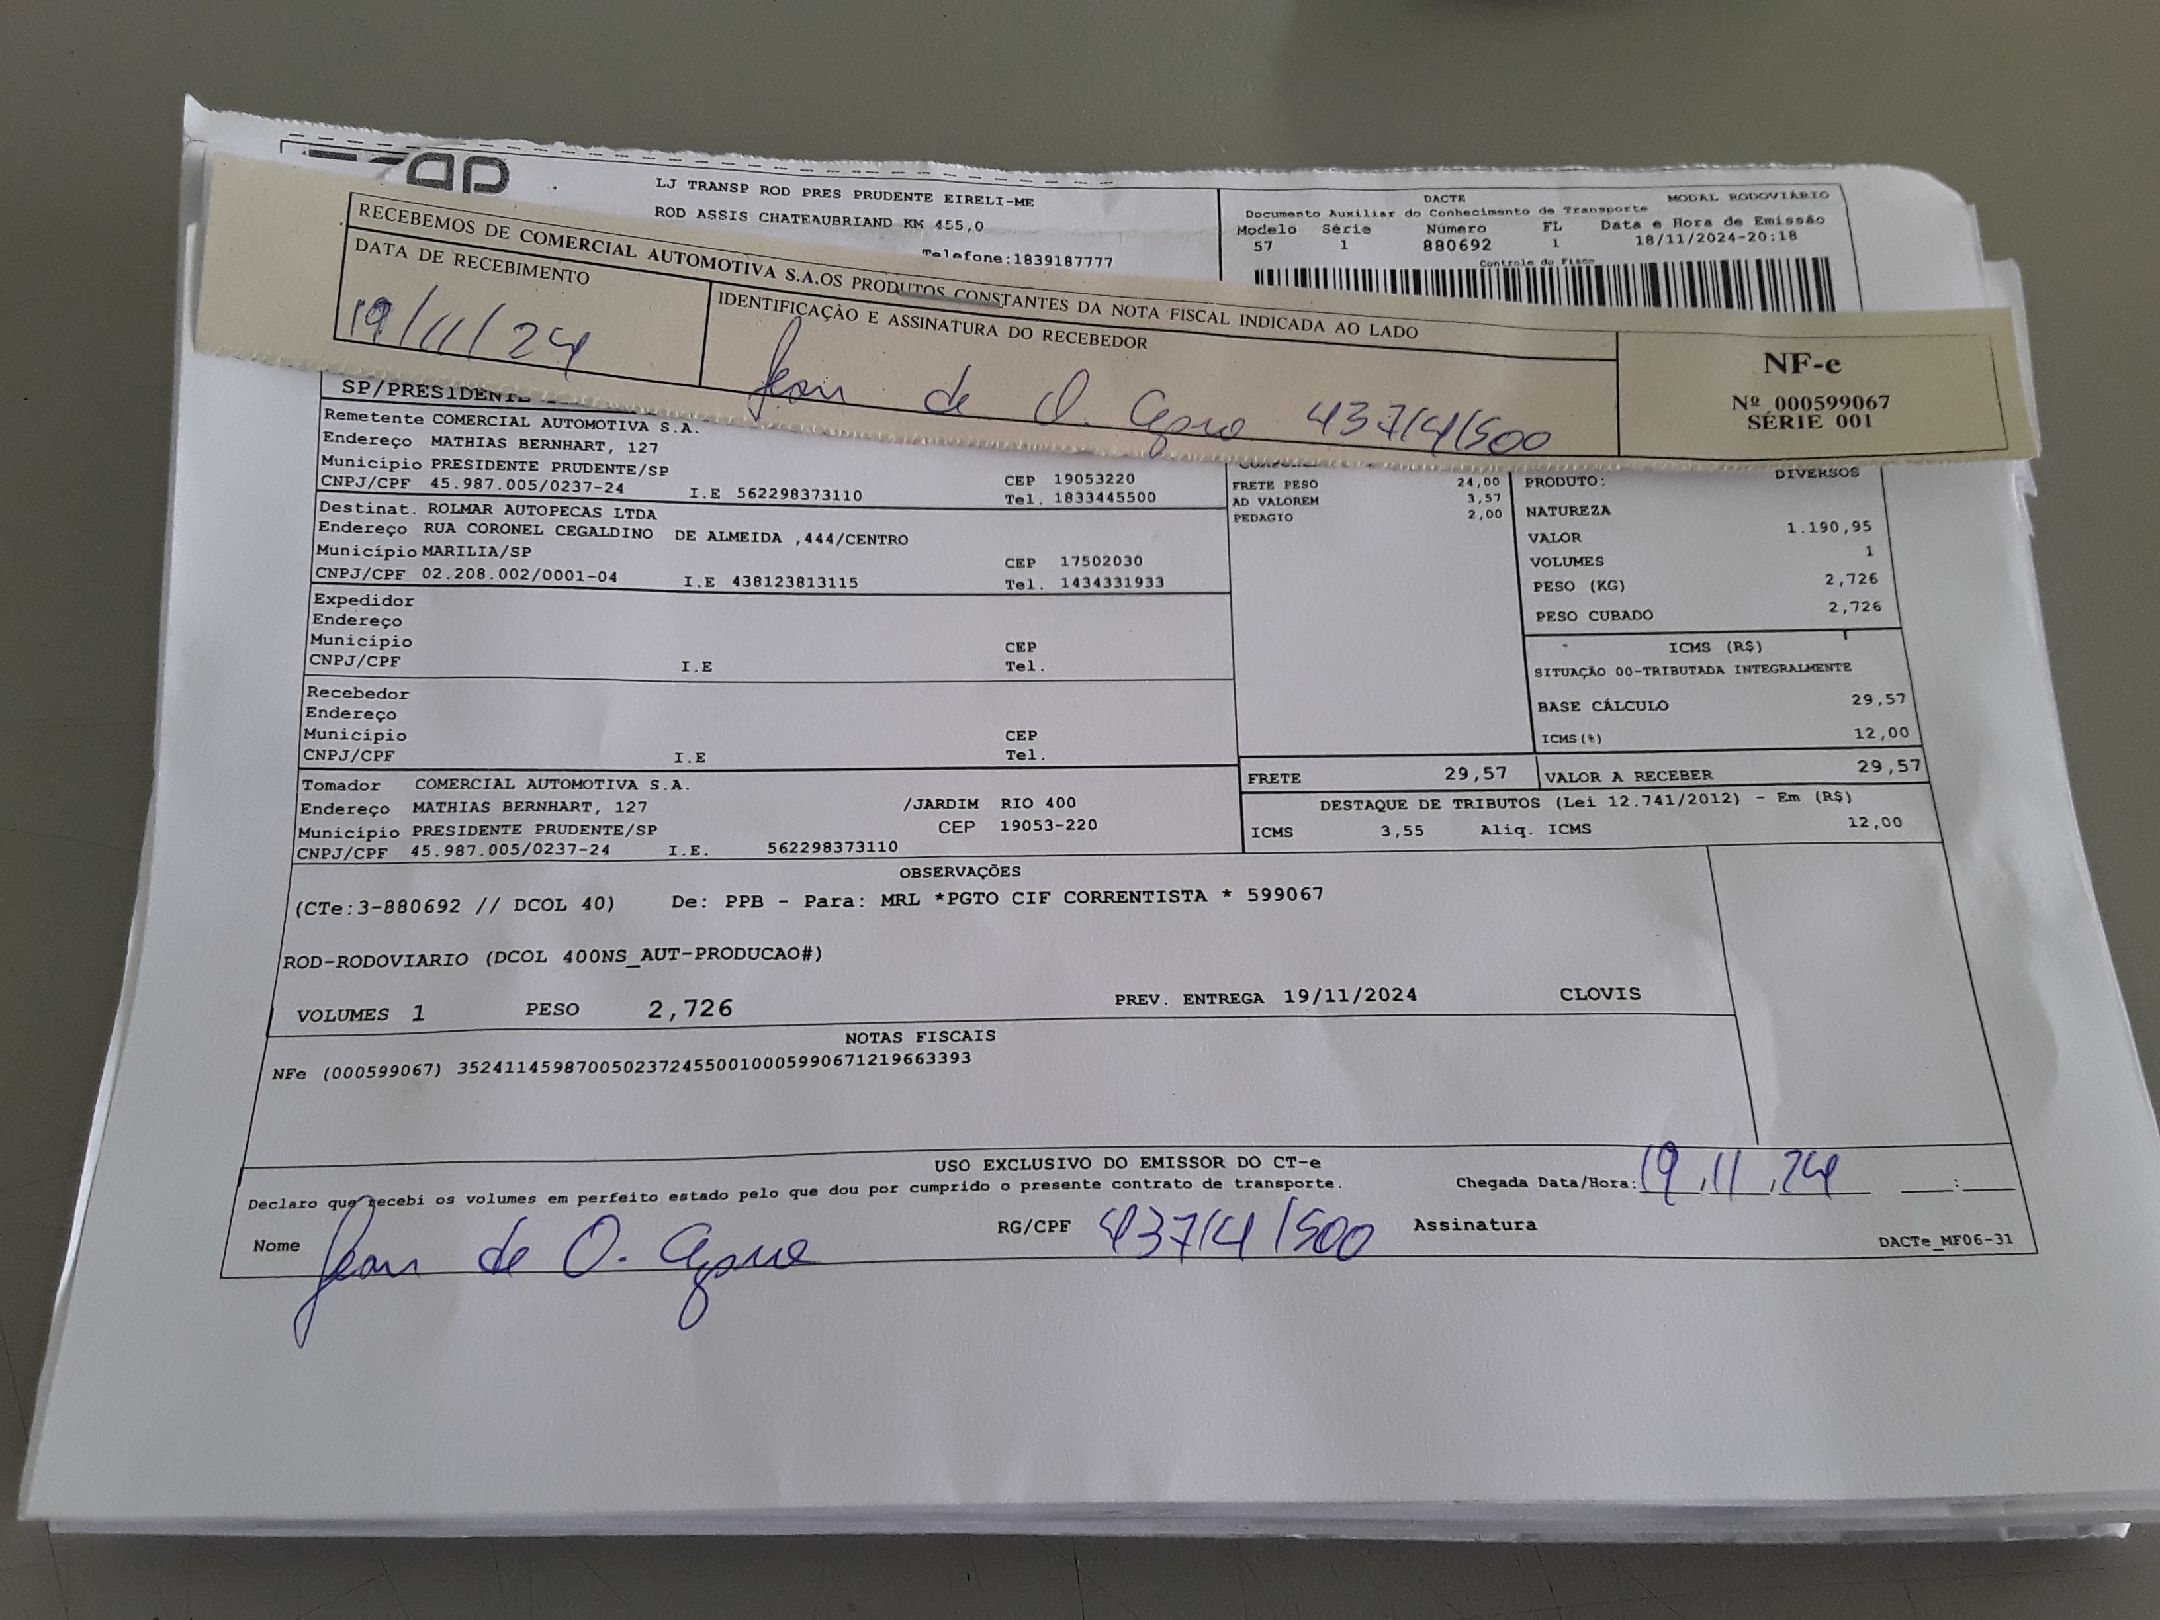 LJ TRANSP ROD PRES PRUDENTE EIRELI-ME
ROD ASSIS CHATEAUBRIAND KM 455,0
Telefone:1839187777
DACTE MODAL RODOVIÁRIO
Documento Auxiliar do Conhecimento de Transporte
Modelo Série Número FL Data e Hora de Emissão
57 1 880692 1 18/11/2024-20:18
Controle do Fisco
RECEBEMOS DE COMERCIAL AUTOMOTIVA S.A.OS PRODUTOS CONSTANTES DA NOTA FISCAL INDICADA AO LADO
DATA DE RECEBIMENTO
19/11/24
IDENTIFICAÇÃO E ASSINATURA DO RECEBEDOR
Jean de O.
NF-e
Nº 000599067
SÉRIE 001
SP/PRESIDENTE
Remetente COMERCIAL AUTOMOTIVA S.A.
Endereço MATHIAS BERNHART, 127
Município PRESIDENTE PRUDENTE/SP CEP 19053220
CNPJ/CPF 45.987.005/0237-24 I.E 562298373110 Tel. 1833445500
Destinat. ROLMAR AUTOPECAS LTDA
Endereço RUA CORONEL CEGALDINO DE ALMEIDA ,444/CENTRO
Município MARILIA/SP CEP 17502030
CNPJ/CPF 02.208.002/0001-04 I.E 438123813115 Tel. 1434331933
Expedidor
Endereço
Município CEP
CNPJ/CPF I.E Tel.
Recebedor
Endereço
Município CEP
CNPJ/CPF I.E Tel.
Tomador COMERCIAL AUTOMOTIVA S.A.
Endereço MATHIAS BERNHART, 127 /JARDIM RIO 400
Município PRESIDENTE PRUDENTE/SP CEP 19053-220
CNPJ/CPF 45.987.005/0237-24 I.E. 562298373110
FRETE PESO 24,00
AD VALOREM 3,57
PEDAGIO 2,00
PRODUTO: DIVERSOS
NATUREZA
VALOR 1.190,95
VOLUMES 1
PESO (KG) 2,726
PESO CUBADO 2,726
ICMS (R$)
SITUAÇÃO 00-TRIBUTADA INTEGRALMENTE
BASE CÁLCULO 29,57
ICMS(%) 12,00
FRETE 29,57 VALOR A RECEBER 29,57
DESTAQUE DE TRIBUTOS (Lei 12.741/2012) - Em (R$)
ICMS 3,55 Aliq. ICMS 12,00
OBSERVAÇÕES
(CTe:3-880692 // DCOL 40) De: PPB - Para: MRL *PGTO CIF CORRENTISTA * 599067
ROD-RODOVIARIO (DCOL 400NS_AUT-PRODUCAO#)
VOLUMES 1 PESO 2,726 PREV. ENTREGA 19/11/2024 CLOVIS
NOTAS FISCAIS
NFe (000599067) 35241145987005023724550010005990671219663393
USO EXCLUSIVO DO EMISSOR DO CT-e
Declaro que recebi os volumes em perfeito estado pelo que dou por cumprido o presente contrato de transporte. Chegada Data/Hora: 19,11,24 :
Nome Jean de O. RG/CPF Assinatura
DACTe_MF06-31